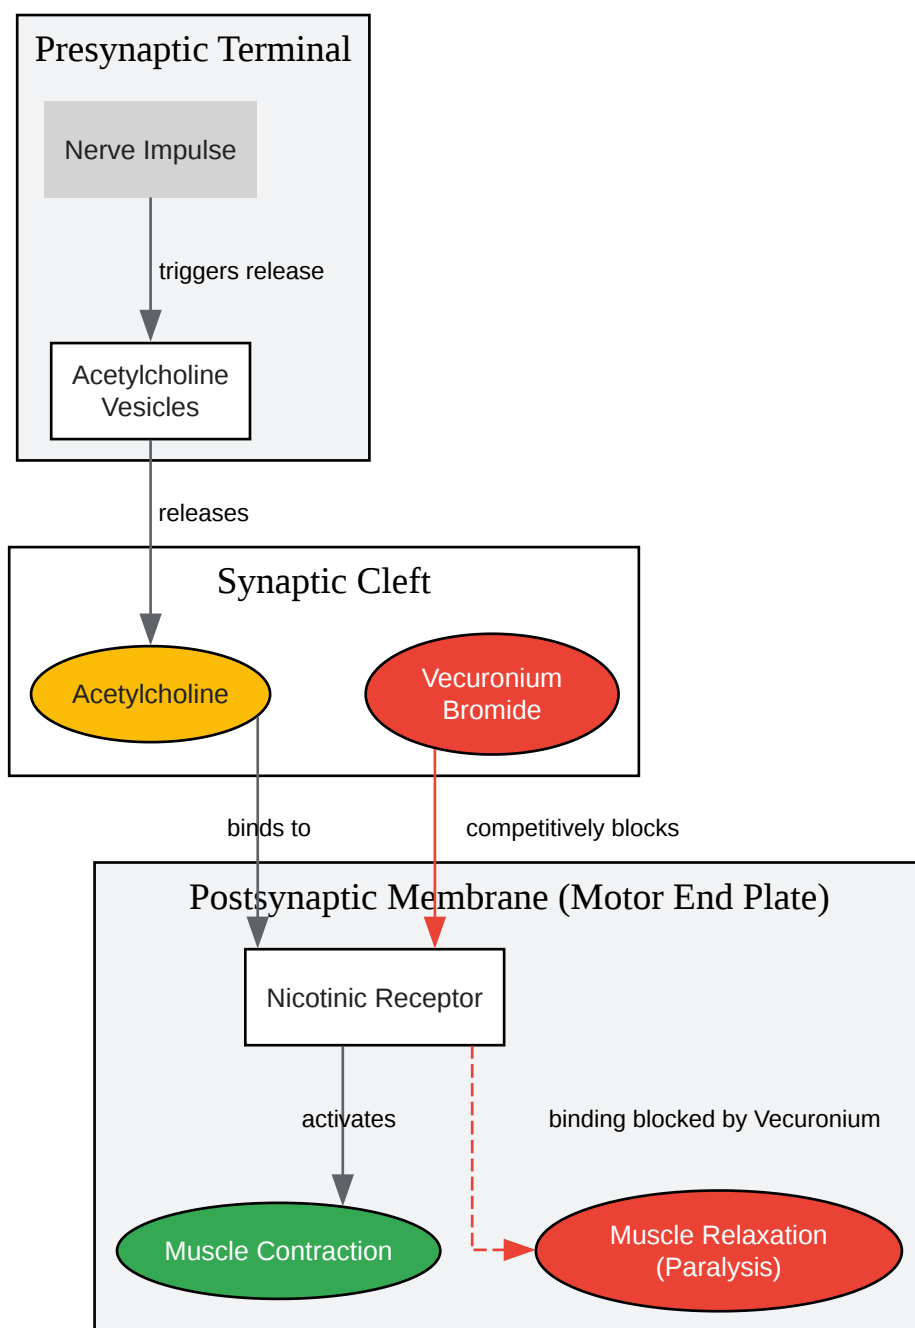 Presynaptic Terminal
Nerve Impulse
triggers release
Acetylcholine
Vesicles
releases
Synaptic Cleft
Acetylcholine
Vecuronium
Bromide
binds to
competitively blocks
Postsynaptic Membrane (Motor End Plate)
Nicotinic Receptor
activates
binding blocked by Vecuronium
Muscle Contraction
Muscle Relaxation
(Paralysis)